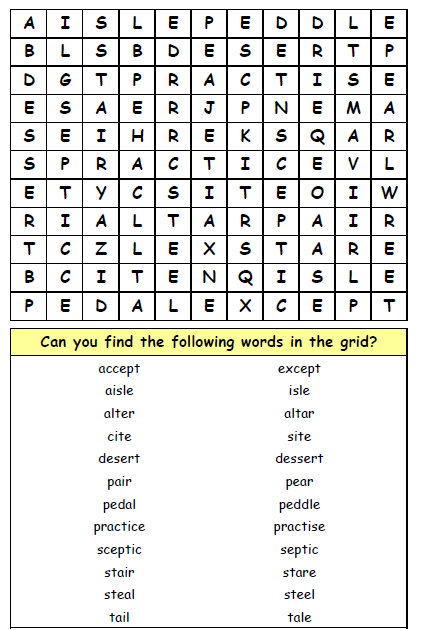 A I S L E P E D D L E
B L S B D E S E R T P
D G T P R A C T I S E
E S A E R J P N E M A
S E I H R E K S Q A R
S P R A C T I C E V L
E T Y C S I T E O I W
R I A L T A R P A I R
T C Z L E X S T A R E
B C I T E N Q I S L E
P E D A L E X C E P T
Can you find the following words in the grid?
accept except
aisle isle
alter altar
cite site
desert dessert
pair pear
pedal peddle
practice practise
sceptic septic
stair stare
steal steel
tail tale